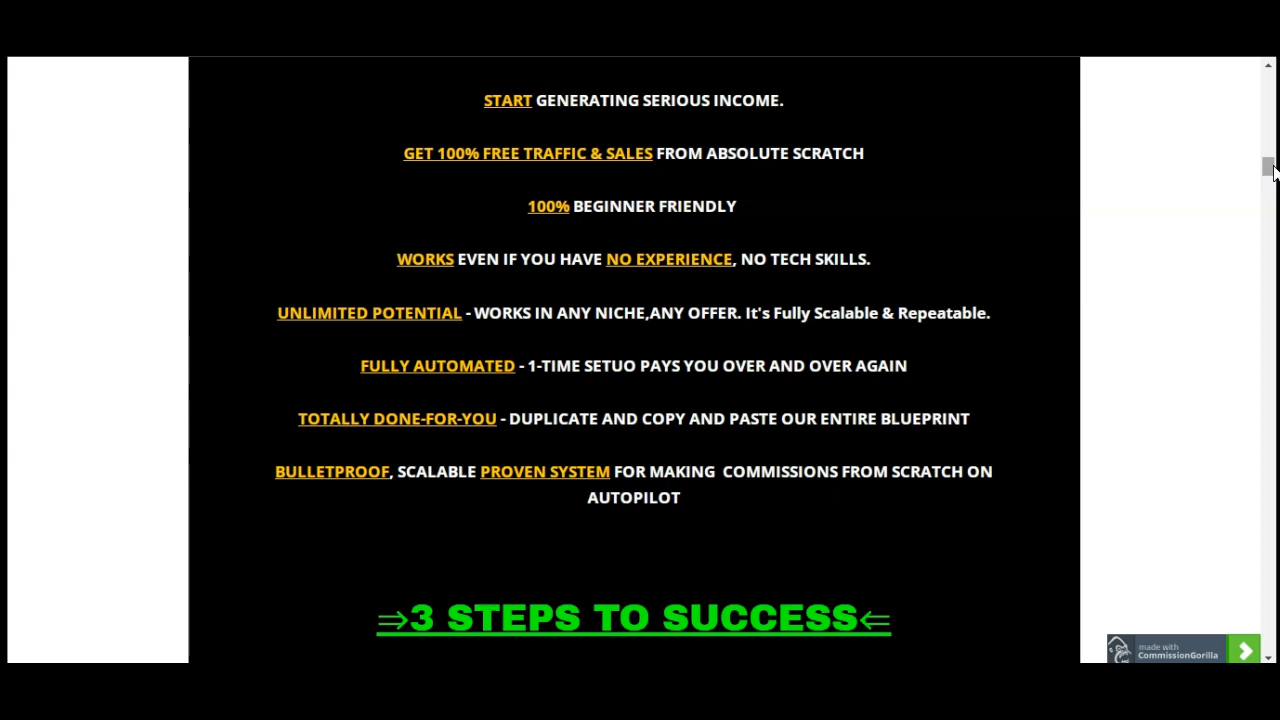 START GENERATING SERIOUS INCOME.
GET 100% FREE TRAFFIC & SALES FROM ABSOLUTE SCRATCH
100% BEGINNER FRIENDLY
WORKS EVEN IF YOU HAVE NO EXPERIENCE, NO TECH SKILLS.
UNLIMITED POTENTIAL - WORKS IN ANY NICHE,ANY OFFER. It's Fully Scalable & Repeatable.
FULLY AUTOMATED - 1-TIME SETUO PAYS YOU OVER AND OVER AGAIN
TOTALLY DONE-FOR-YOU - DUPLICATE AND COPY AND PASTE OUR ENTIRE BLUEPRINT
BULLETPROOF, SCALABLE PROVEN SYSTEM FOR MAKING COMMISSIONS FROM SCRATCH ON
AUTOPILOT
⇒3 STEPS TO SUCCESS⇐
made with
CommissionGorilla